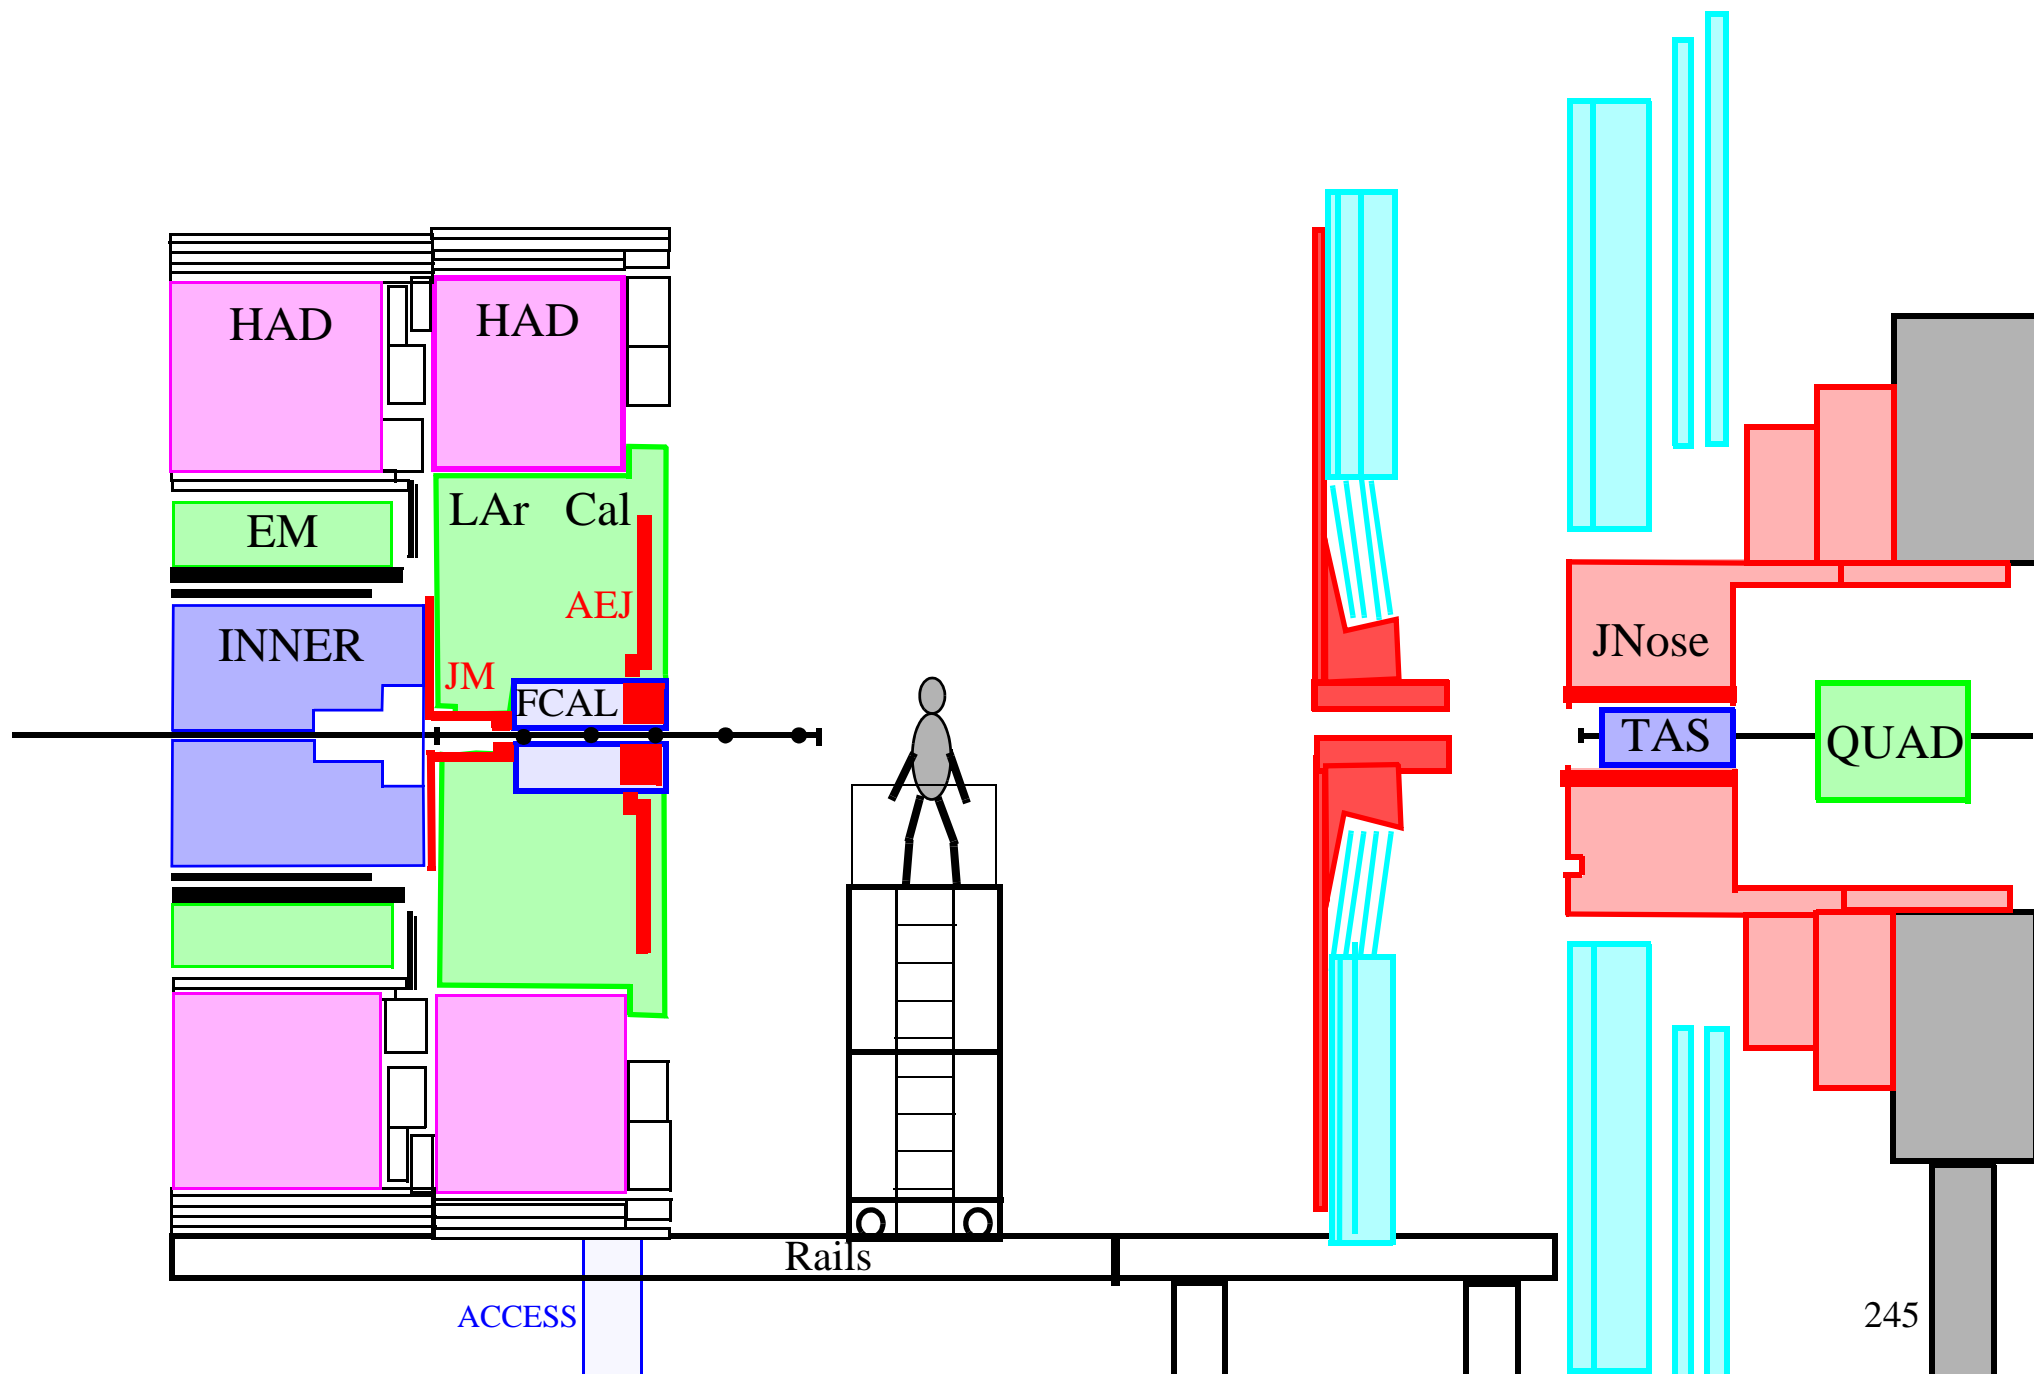 HAD
HAD
LAr Cal
EM
AEJ
INNER
JNose
JM
FCAL
TAS
QUAD
Rails
ACCESS
245